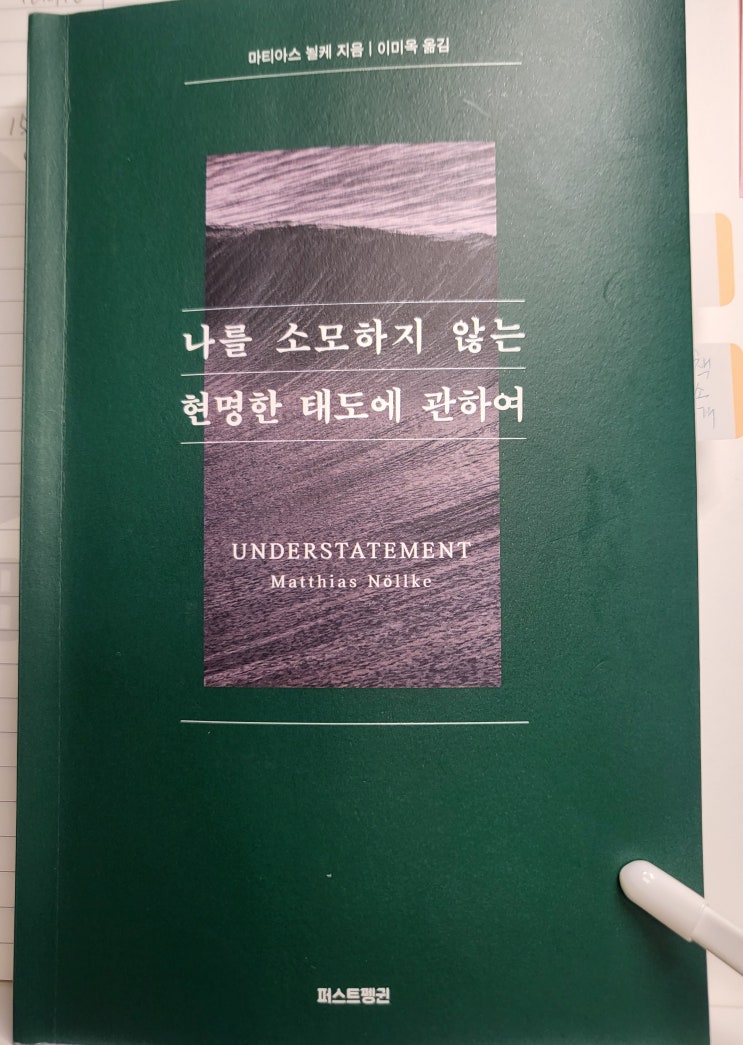 마티아스 뇔케 지음 | 이미옥 옮김
나를 소모하지 않는
현명한 태도에 관하여
UNDERSTATEMENT
Matthias Nöllke
퍼스트펭귄